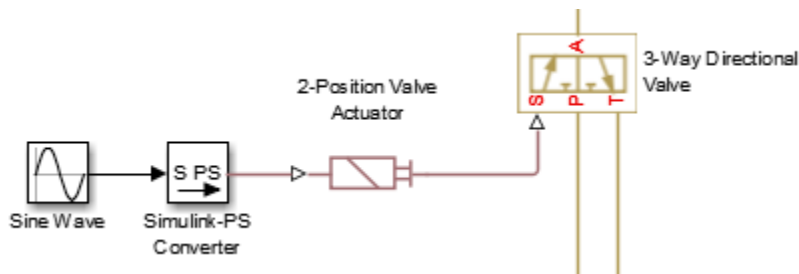 A
3-Way Directional
Valve
S
P
T
2-Position Valve
Actuator
S PS
Sine Wave
Simulink-PS
Converter